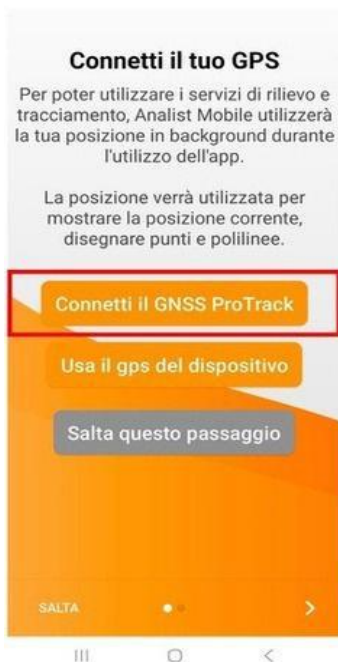 Connetti il tuo GPS
Per poter utilizzare i servizi di rilievo e
tracciamento, Analist Mobile utilizzerà
la tua posizione in background durante
l'utilizzo dell'app.
La posizione verrà utilizzata per
mostrare la posizione corrente,
disegnare punti e polilinee.
Connetti il GNSS ProTrack
Usa il gps del dispositivo
Salta questo passaggio
SALTA